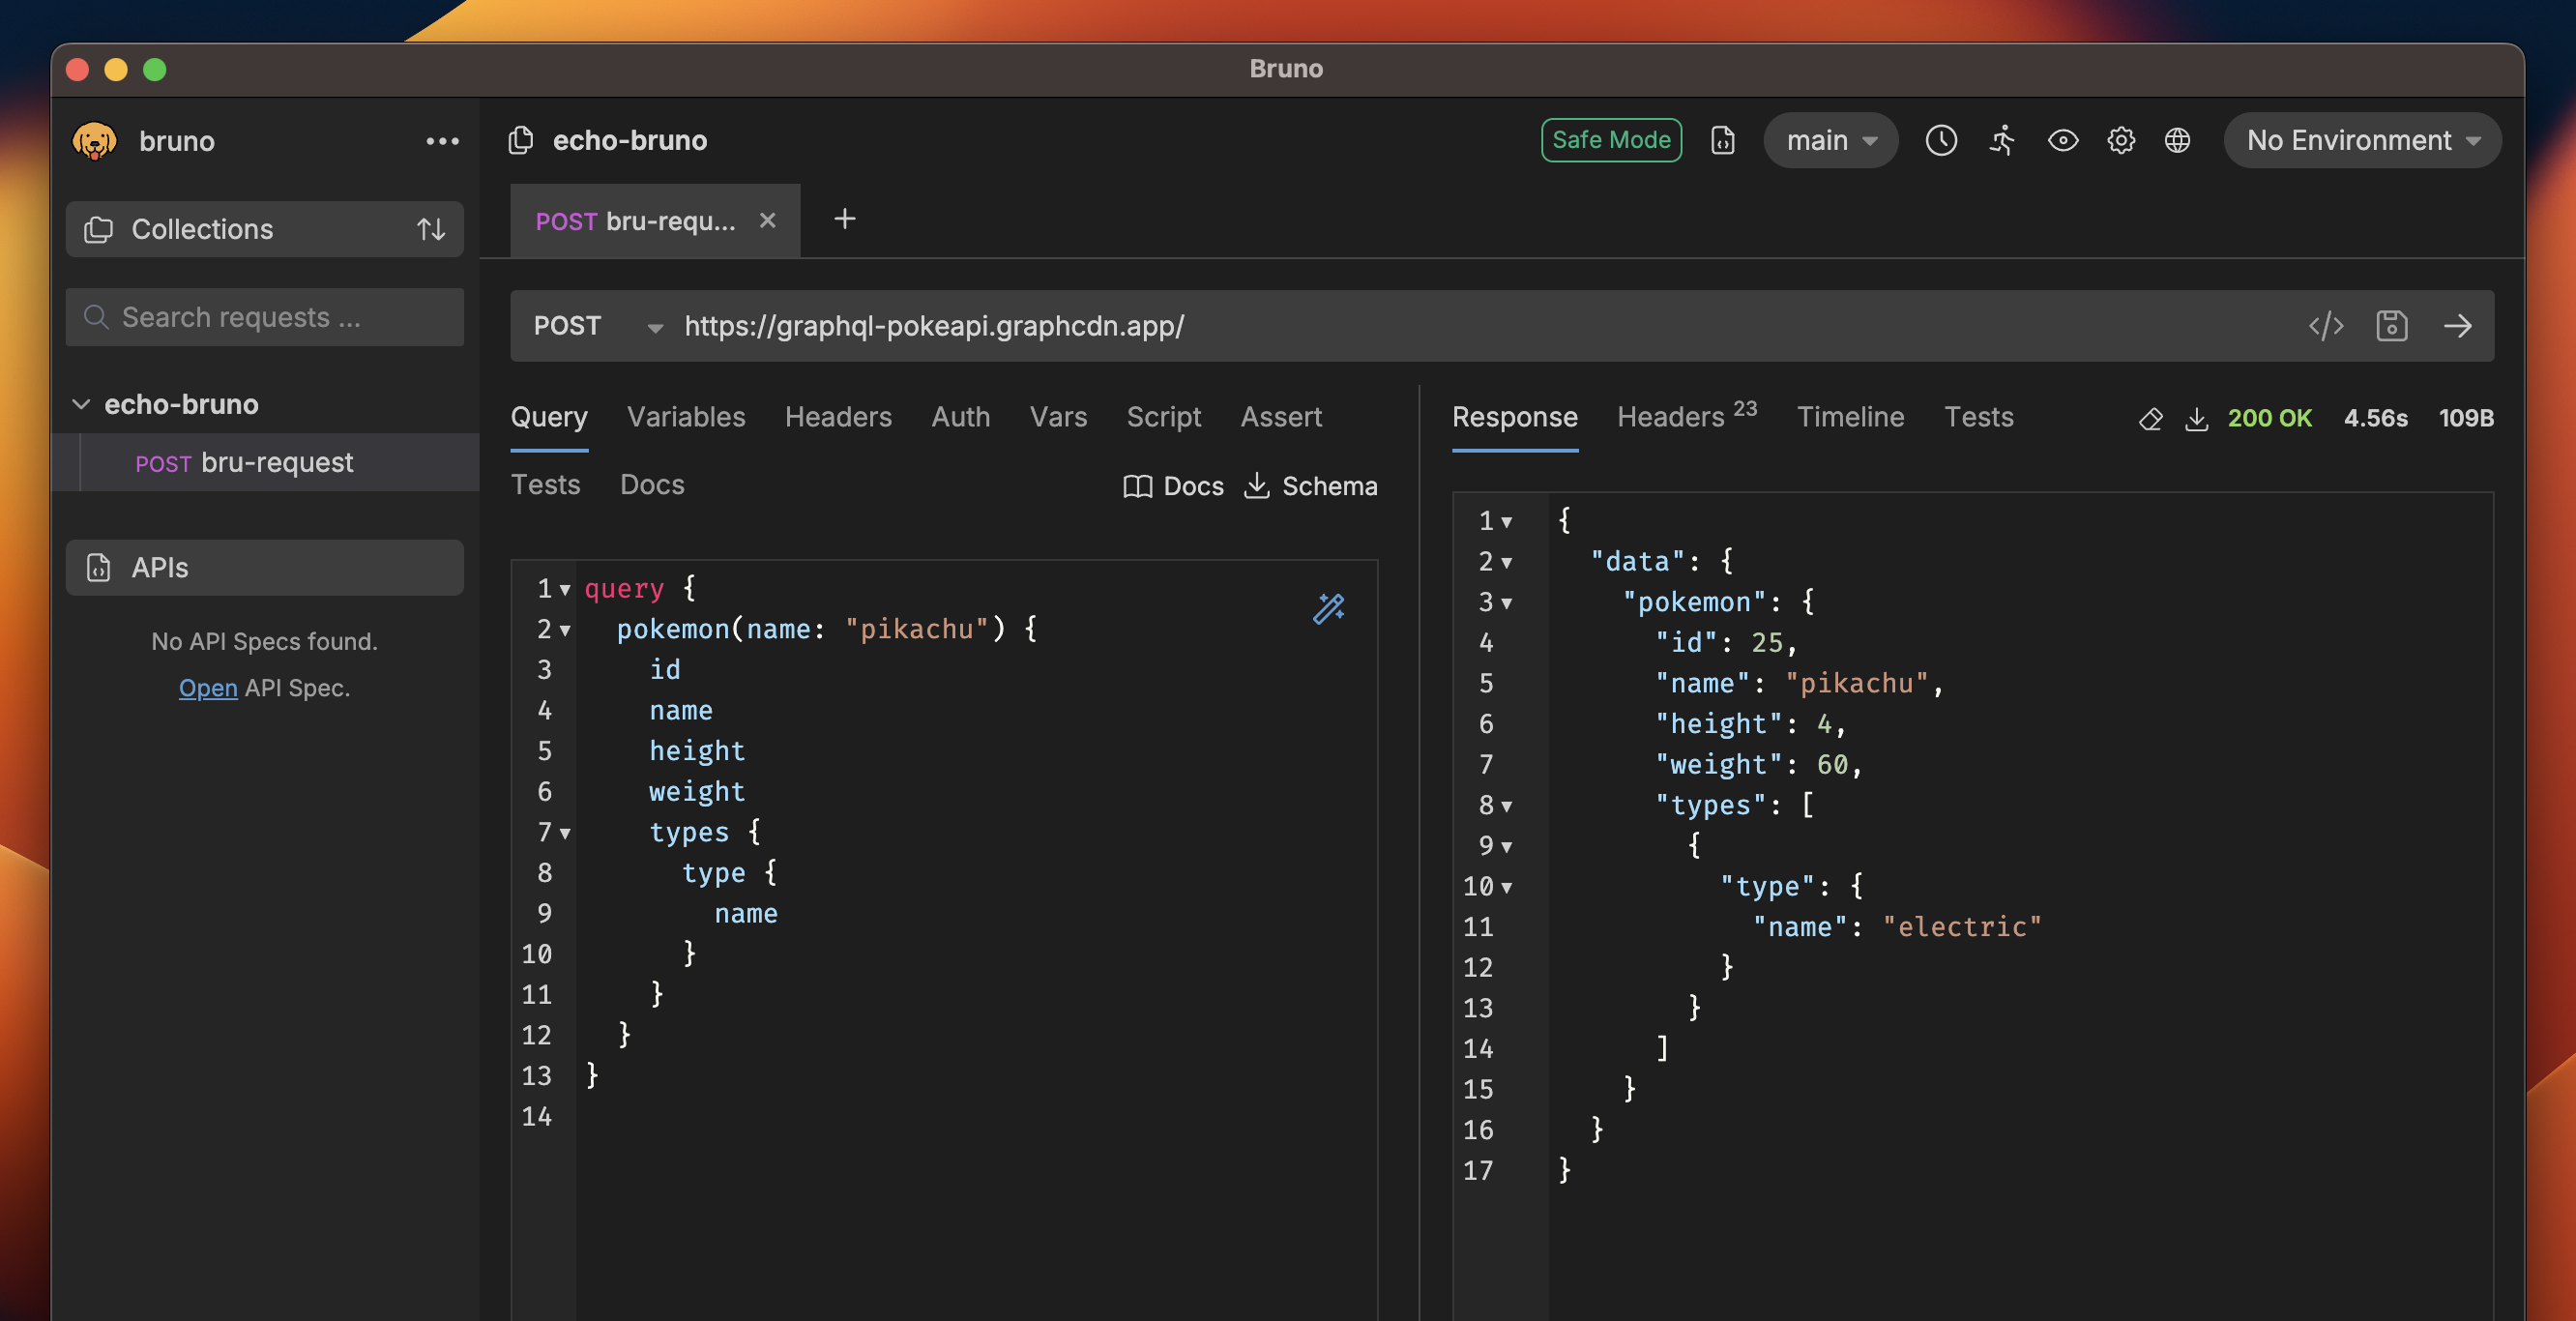 Bruno
bruno
Collections
Search requests ...
echo-bruno
POST bru-request
APIs
No API Specs found.
Open API Spec.
echo-bruno
Safe Mode
main
No Environment
POST bru-requ...
POST https://graphql-pokeapi.graphcdn.app/
Query Variables Headers Auth Vars Script Assert
Tests Docs
Docs Schema
1 query {
2   pokemon(name: "pikachu") {
3     id
4     name
5     height
6     weight
7     types {
8       type {
9         name
10       }
11     }
12   }
13 }
14
Response Headers 23 Timeline Tests
200 OK 4.56s 109B
1 {
2   "data": {
3     "pokemon": {
4       "id": 25,
5       "name": "pikachu",
6       "height": 4,
7       "weight": 60,
8       "types": [
9         {
10           "type": {
11             "name": "electric"
12           }
13         }
14       ]
15     }
16   }
17 }